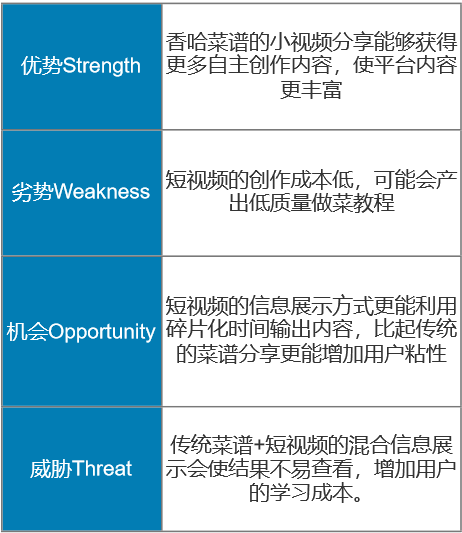 优势Strength
香哈菜谱的小视频分享能够获得
更多自主创作内容，使平台内容
更丰富
劣势Weakness
短视频的创作成本低，可能会产
出低质量做菜教程
机会Opportunity
短视频的信息展示方式更能利用
碎片化时间输出内容，比起传统
的菜谱分享更能增加用户粘性
威胁Threat
传统菜谱+短视频的混合信息展
示会使结果不易查看，增加用户
的学习成本。